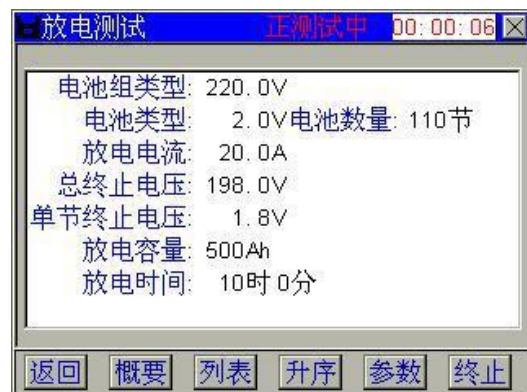 放电测试 正测试中 00:00:06
电池组类型: 220.0V
电池类型: 2.0V电池数量: 110节
放电电流: 20.0A
总终止电压: 198.0V
单节终止电压: 1.8V
放电容量: 500Ah
放电时间: 10时0分
返回 概要 列表 升序 参数 终止